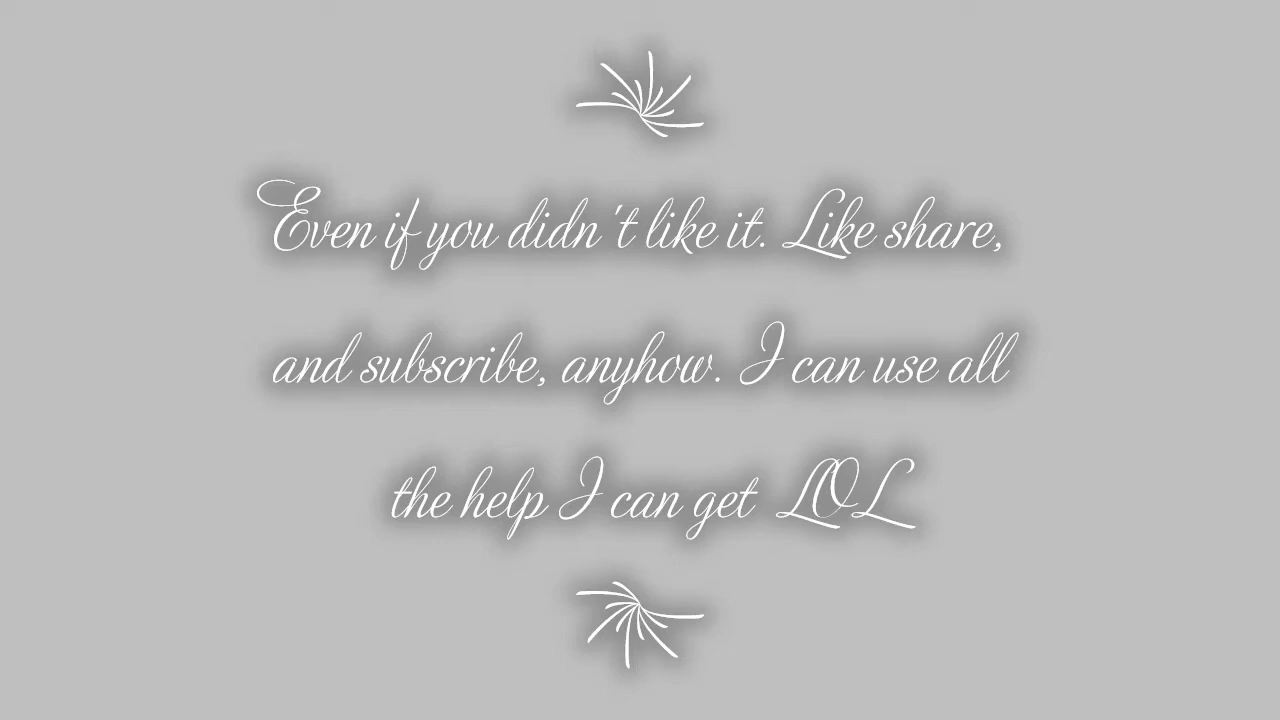 Even if you didn't like it. Like share,
and subscribe, anyhow. I can use all
the help I can get LOL